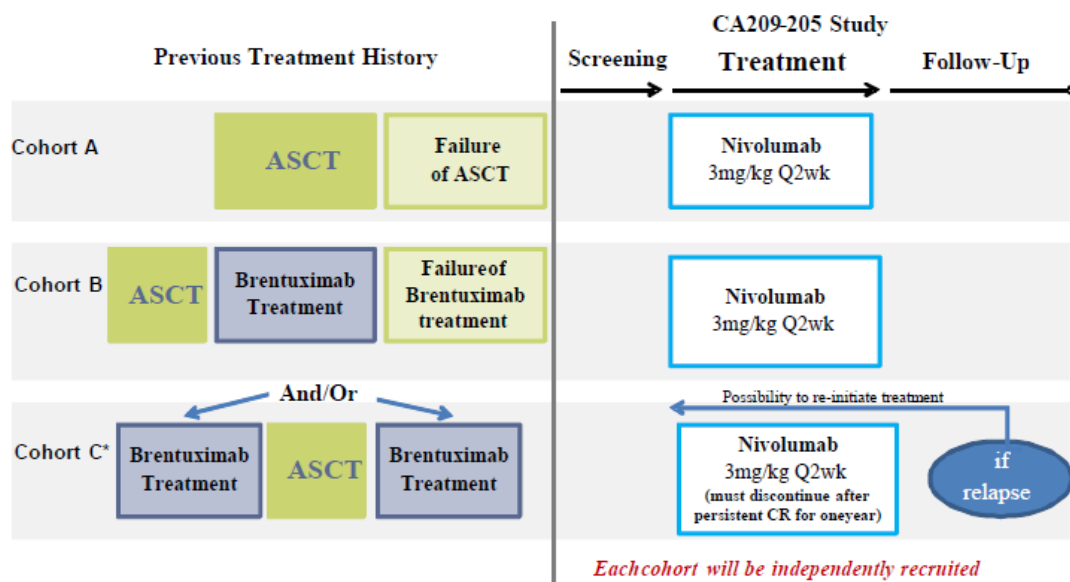 CA209-205 Study
Previous Treatment History
Screening
Treatment
Follow-Up
Cohort A
ASCT
Failure
of ASCT
Nivolumab
3mg/kg Q2wk
Cohort B
ASCT
Brentuximab
Treatment
Failureof
Brentuximab
treatment
Nivolumab
3mg/kg Q2wk
And/Or
Possibility to re-initiate treatment
Cohort C*
Brentuximab
Treatment
ASCT
Brentuximab
Treatment
Nivolumab
3mg/kg Q2wk
(must discontinue after
persistent CR for oneyear)
if
relapse
Eachcohort will be independently recruited